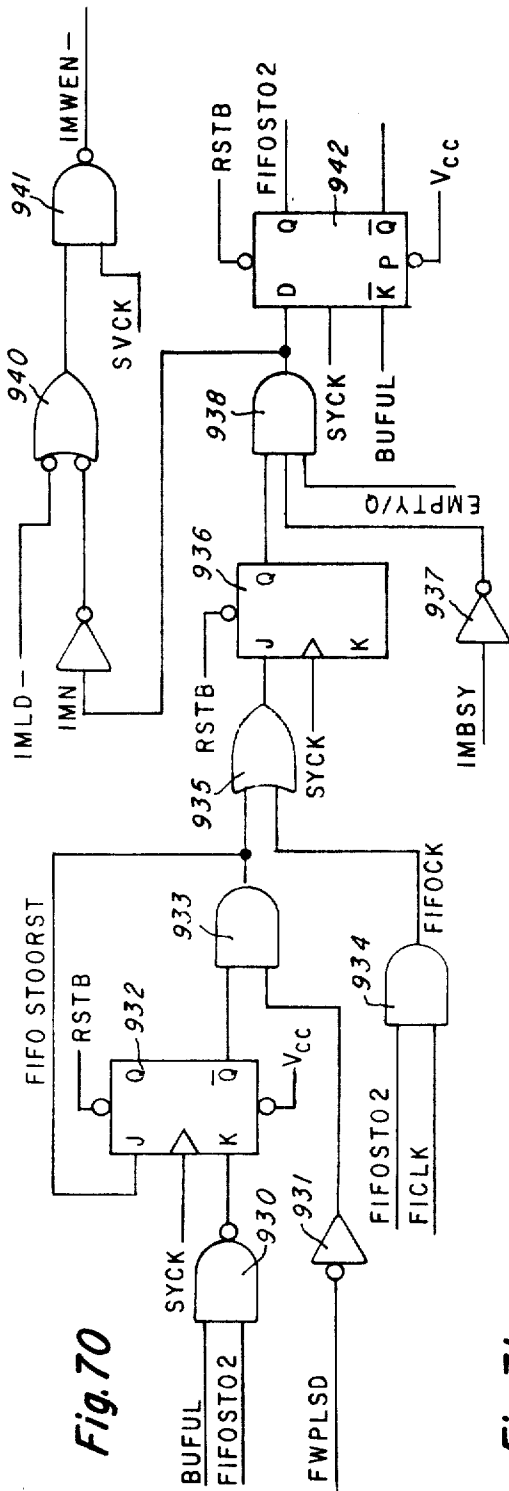 Fig. 70
BUFUL
FIFOSTO2
930
FWPLSD
931
SYCK
FIFO STOORST
RSTB
J
Q
932
K
Q
Vcc
933
FIFOSTO2
FICLK
934
FIFOCK
935
RSTB
J
Q
936
SYCK
K
IMBSY
937
EMPTY/Q
938
IMLD-
IMN
940
SVCK
941
IMWEN-
RSTB
D
Q
FIFOSTO2
942
SYCK
BUFUL
K
P
Q
Vcc